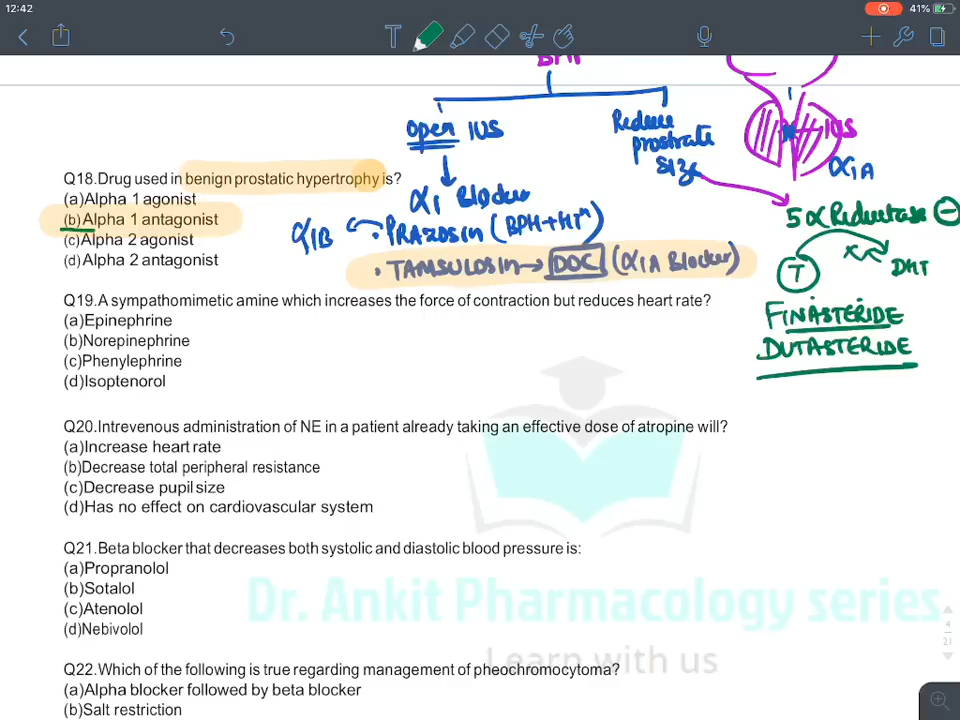 12:42
41%
BPH
Open IUS
Reduce
prostrate
size
IUS
α1A
Q18.Drug used in benign prostatic hypertrophy is?
(a)Alpha 1 agonist
(b)Alpha 1 antagonist
(c)Alpha 2 agonist
(d)Alpha 2 antagonist
α1 Blocker
α1B
• PRAZOSIN (BPH+HTN)
• TAMSULOSIN→ DOC (α1A Blocker)
5α Reductase ⊖
T
DHT
FINASTERIDE
DUTASTERIDE
Q19.A sympathomimetic amine which increases the force of contraction but reduces heart rate?
(a)Epinephrine
(b)Norepinephrine
(c)Phenylephrine
(d)Isoptenorol
Q20.Intrevenous administration of NE in a patient already taking an effective dose of atropine will?
(a)Increase heart rate
(b)Decrease total peripheral resistance
(c)Decrease pupil size
(d)Has no effect on cardiovascular system
Q21.Beta blocker that decreases both systolic and diastolic blood pressure is:
(a)Propranolol
(b)Sotalol
(c)Atenolol
(d)Nebivolol
Dr. Ankit Pharmacology series
Learn with us
4
21
Q22.Which of the following is true regarding management of pheochromocytoma?
(a)Alpha blocker followed by beta blocker
(b)Salt restriction